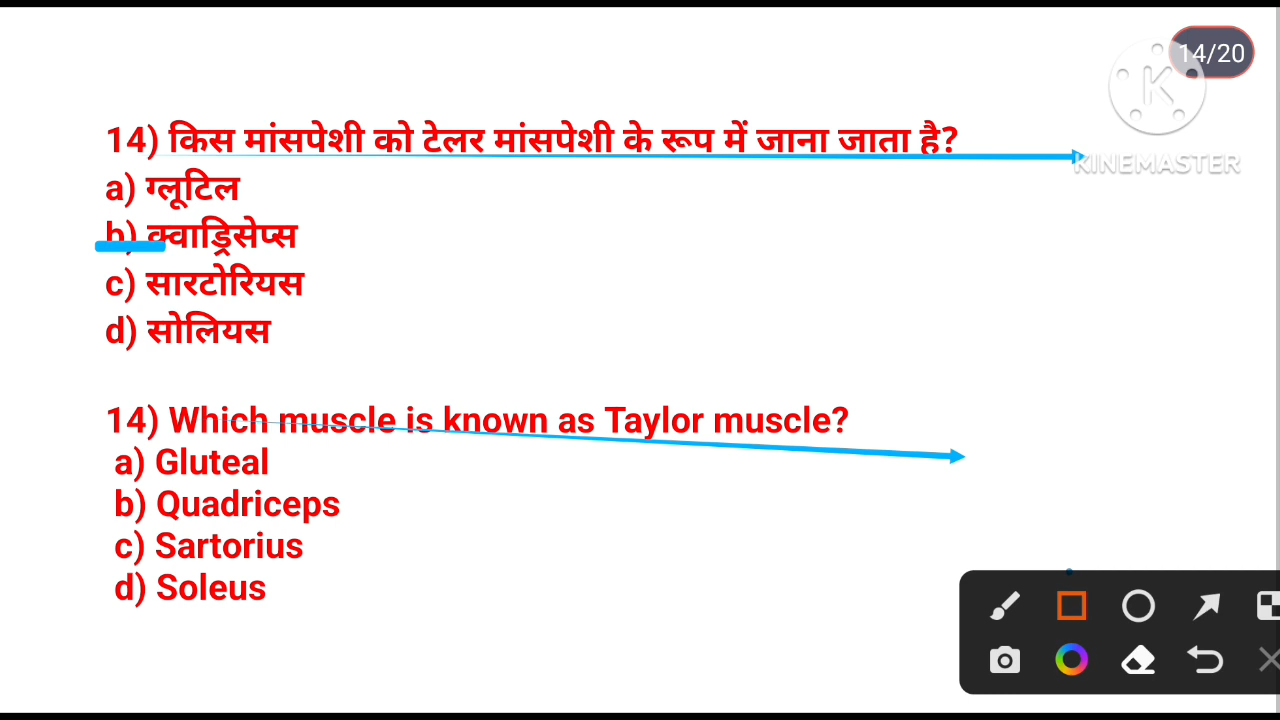 14/20
KINEMASTER
14) किस मांसपेशी को टेलर मांसपेशी के रूप में जाना जाता है?
a) ग्लूटिल
b) क्वाड्रिसेप्स
c) सारटोरियस
d) सोलियस
14) Which muscle is known as Taylor muscle?
a) Gluteal
b) Quadriceps
c) Sartorius
d) Soleus